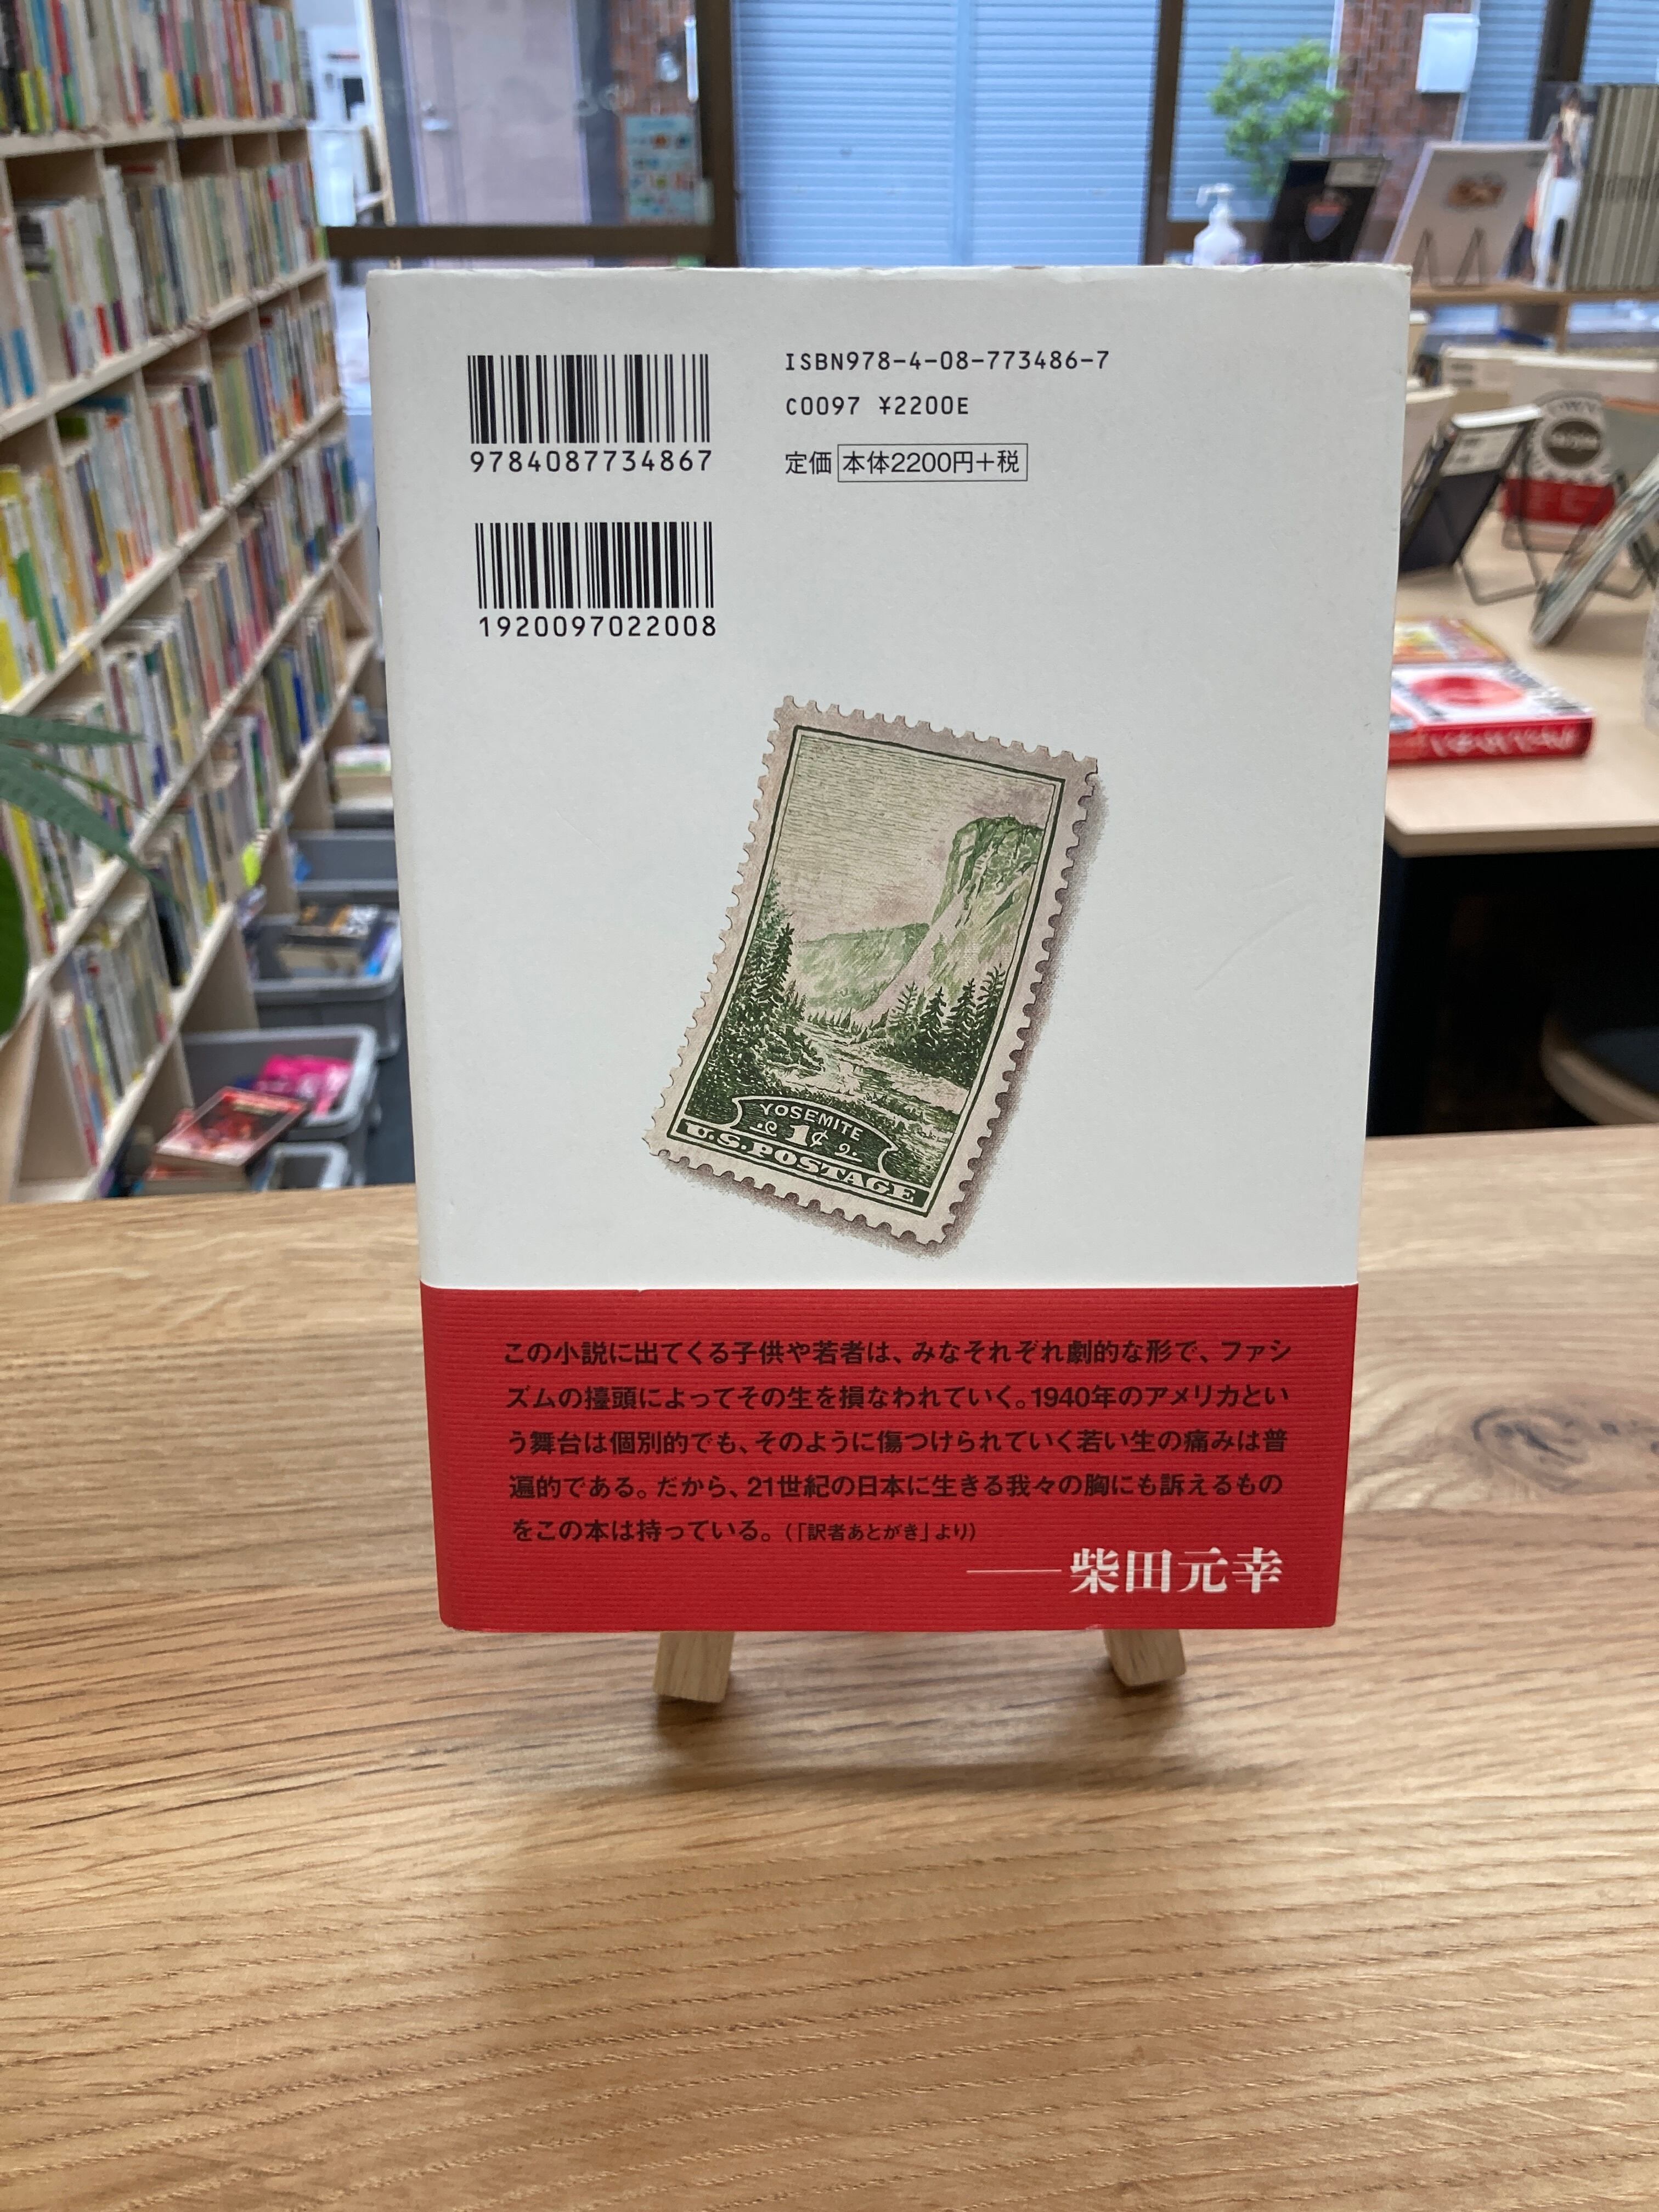 ISBN978-4-08-773486-7
C0097 ¥2200E
定価 本体2200円+税
9784087734867
1920097022008
YOSEMITE
1¢
U.S.POSTAGE
この小説に出てくる子供や若者は、みなそれぞれ劇的な形で、ファシ
ズムの擡頭によってその生を損なわれていく。1940年のアメリカとい
う舞台は個別的でも、そのように傷つけられていく若い生の痛みは普
遍的である。だから、21世紀の日本に生きる我々の胸にも訴えるもの
をこの本は持っている。(「訳者あとがき」より)
——柴田元幸